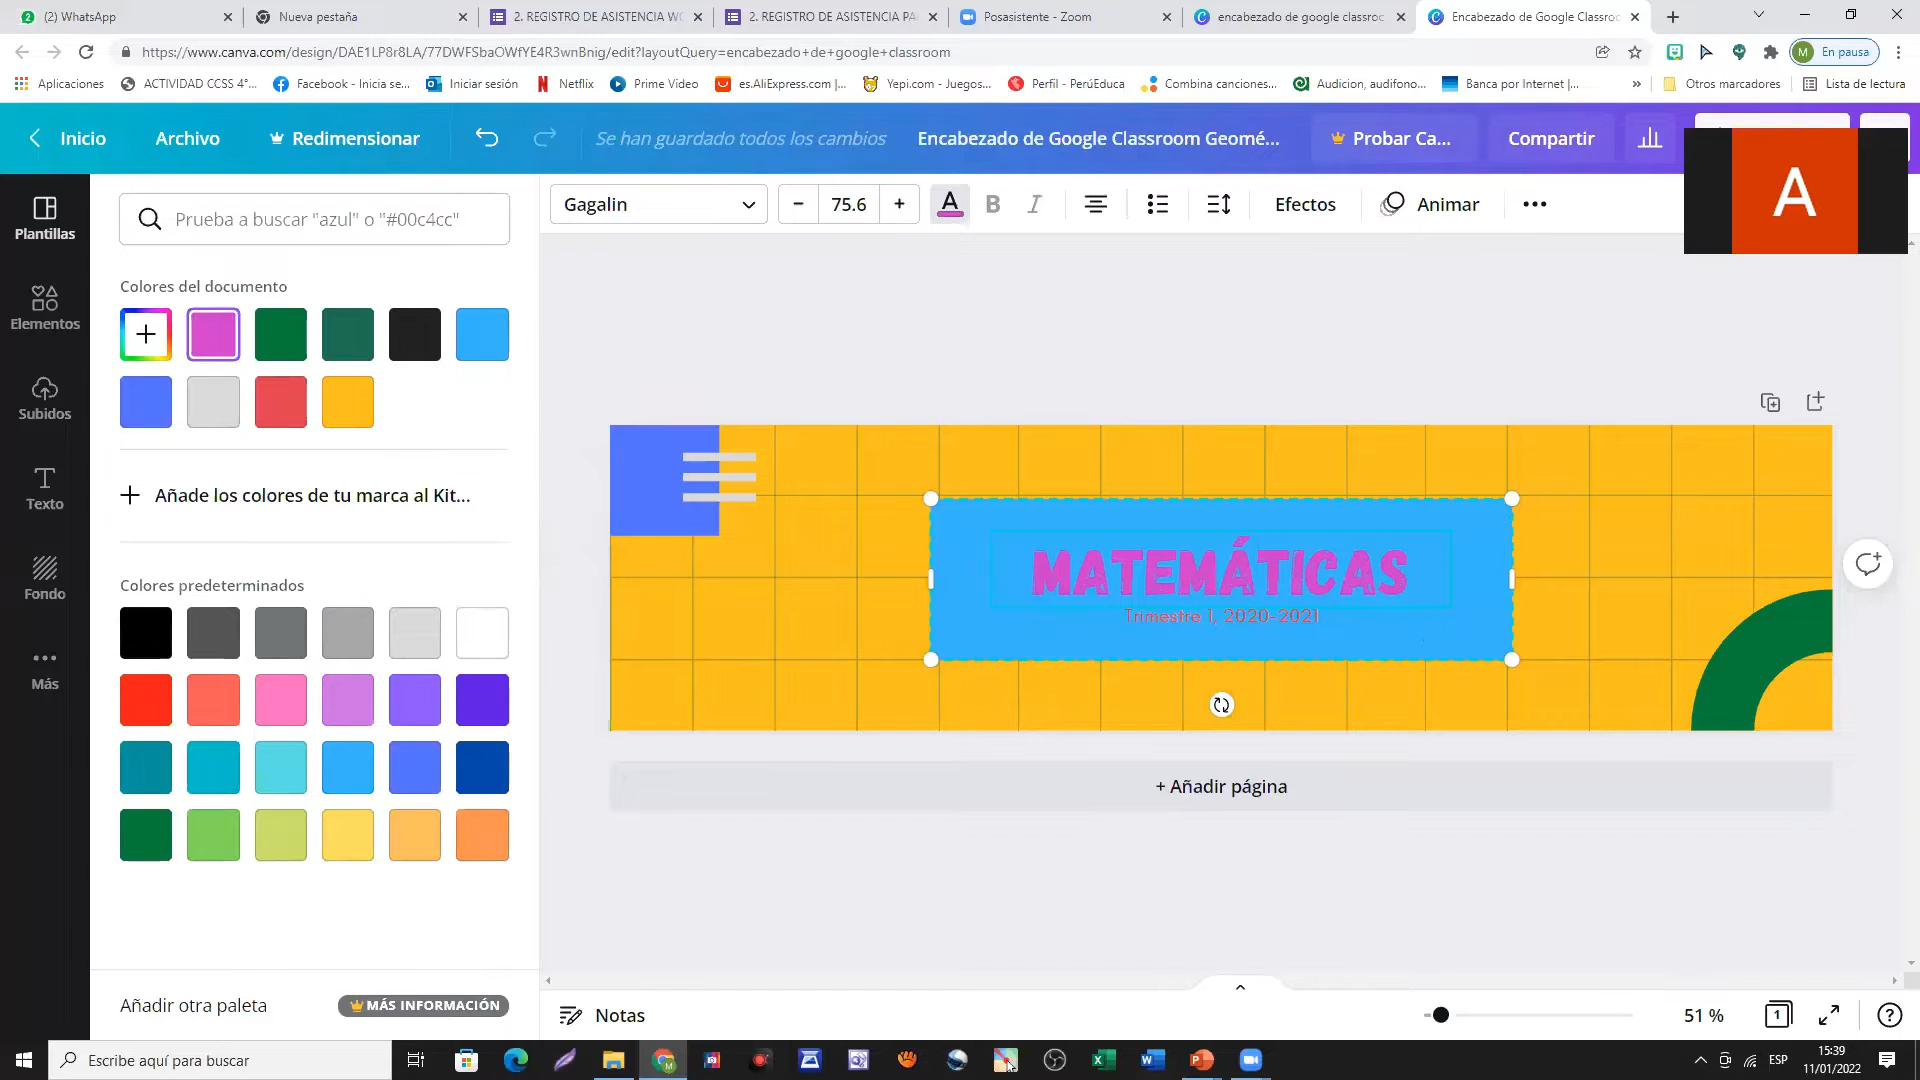 (2) WhatsApp
Nueva pestaña
2. REGISTRO DE ASISTENCIA WC
2. REGISTRO DE ASISTENCIA PA
Posasistente - Zoom
encabezado de google classroc
Encabezado de Google Classroc
https://www.canva.com/design/DAE1LP8r8LA/77DWFSbaOWfYE4R3wnBnig/edit?layoutQuery=encabezado+de+google+classroom
M
En pausa
Aplicaciones
ACTIVIDAD CCSS 4°...
Facebook - Inicia se...
Iniciar sesión
Netflix
Prime Video
es.AliExpress.com |...
Yepi.com - Juegos...
Perfil - PerúEduca
Combina canciones...
Audicion, audifono...
Banca por Internet |...
»
Otros marcadores
Lista de lectura
Inicio
Archivo
Redimensionar
Se han guardado todos los cambios
Encabezado de Google Classroom Geomé...
Probar Ca...
Compartir
A
Plantillas
Elementos
Subidos
Texto
Fondo
Más
Prueba a buscar "azul" o "#00c4cc"
Gagalin
75.6
A
B
I
Efectos
Animar
Colores del documento
Añade los colores de tu marca al Kit...
Colores predeterminados
MATEMÁTICAS
Trimestre 1, 2020-2021
+ Añadir página
Añadir otra paleta
MÁS INFORMACIÓN
Notas
51 %
1
?
Escribe aquí para buscar
ESP
15:39
11/01/2022